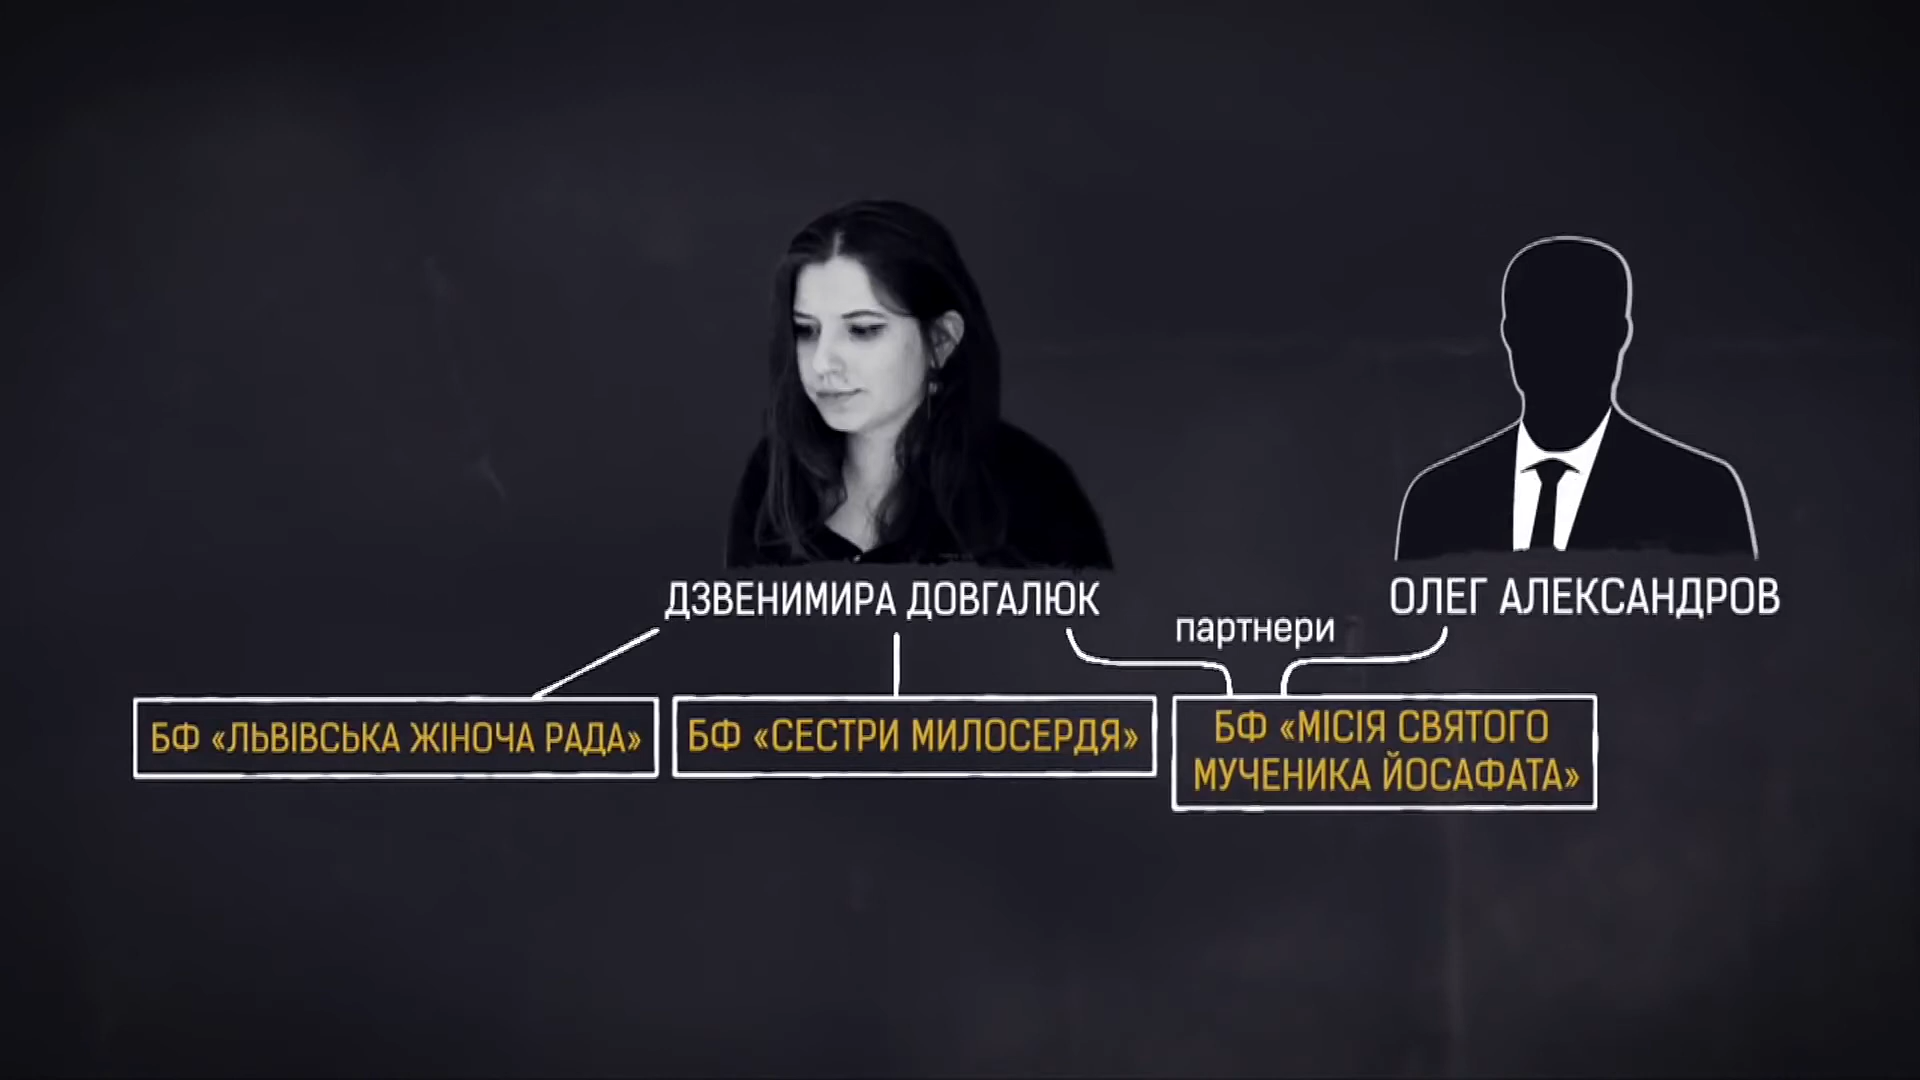 ДЗВЕНИМИРА ДОВГАЛЮК
ОЛЕГ АЛЕКСАНДРОВ
партнери
БФ «ЛЬВІВСЬКА ЖІНОЧА РАДА»
БФ «СЕСТРИ МИЛОСЕРДЯ»
БФ «МІСІЯ СВЯТОГО
МУЧЕНИКА ЙОСАФАТА»